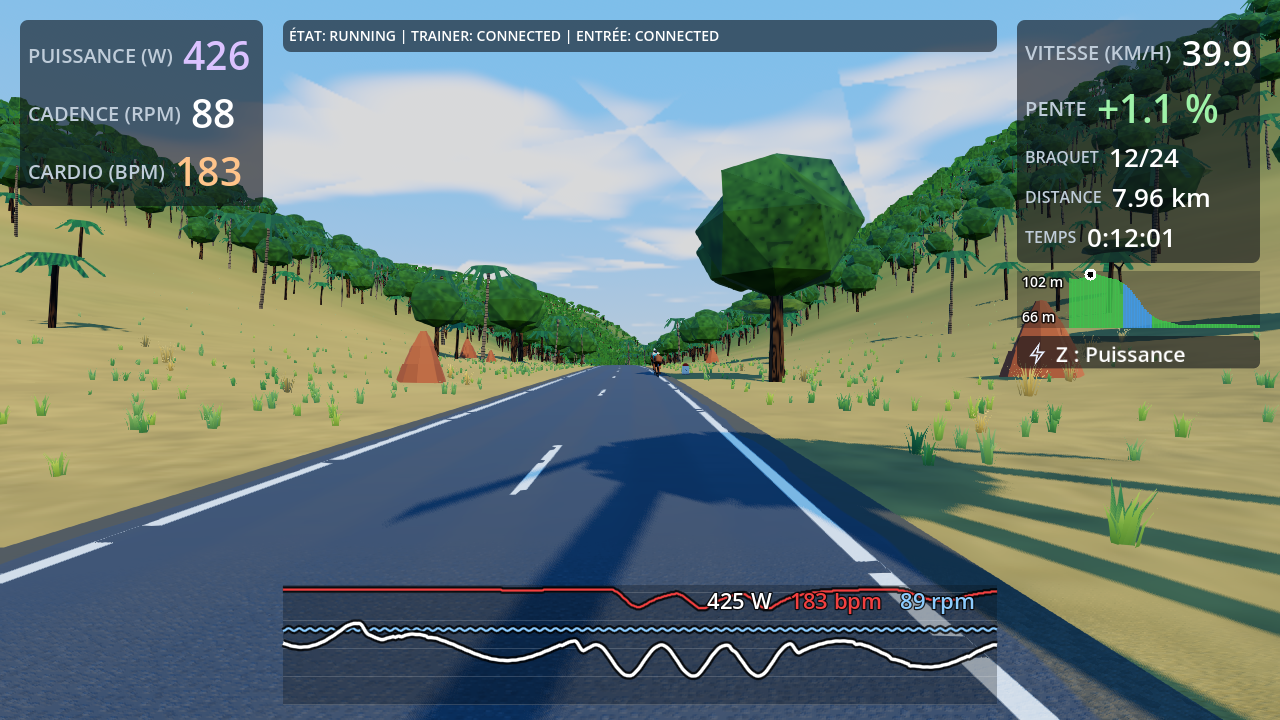 PUISSANCE (W) 426
CADENCE (RPM) 88
CARDIO (BPM) 183
ÉTAT: RUNNING | TRAINER: CONNECTED | ENTRÉE: CONNECTED
VITESSE (KM/H) 39.9
PENTE +1.1 %
BRAQUET 12/24
DISTANCE 7.96 km
TEMPS 0:12:01
102 m
66 m
Z : Puissance
425 W 183 bpm 89 rpm